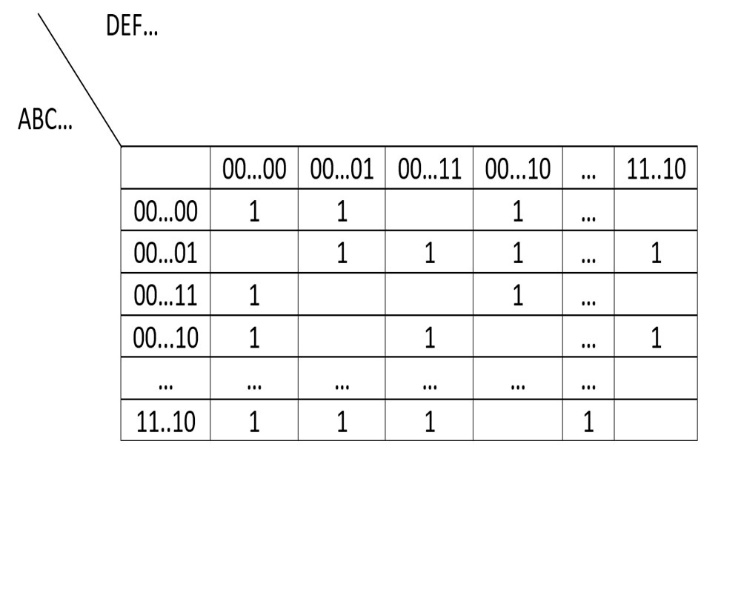 DEF...
ABC...
00...00 00...01 00...11 00...10 ... 11..10
00...00 1 1 1 ...
00...01 1 1 1 ... 1
00...11 1 1 ...
00...10 1 1 ... 1
... ... ... ... ... ...
11..10 1 1 1 1